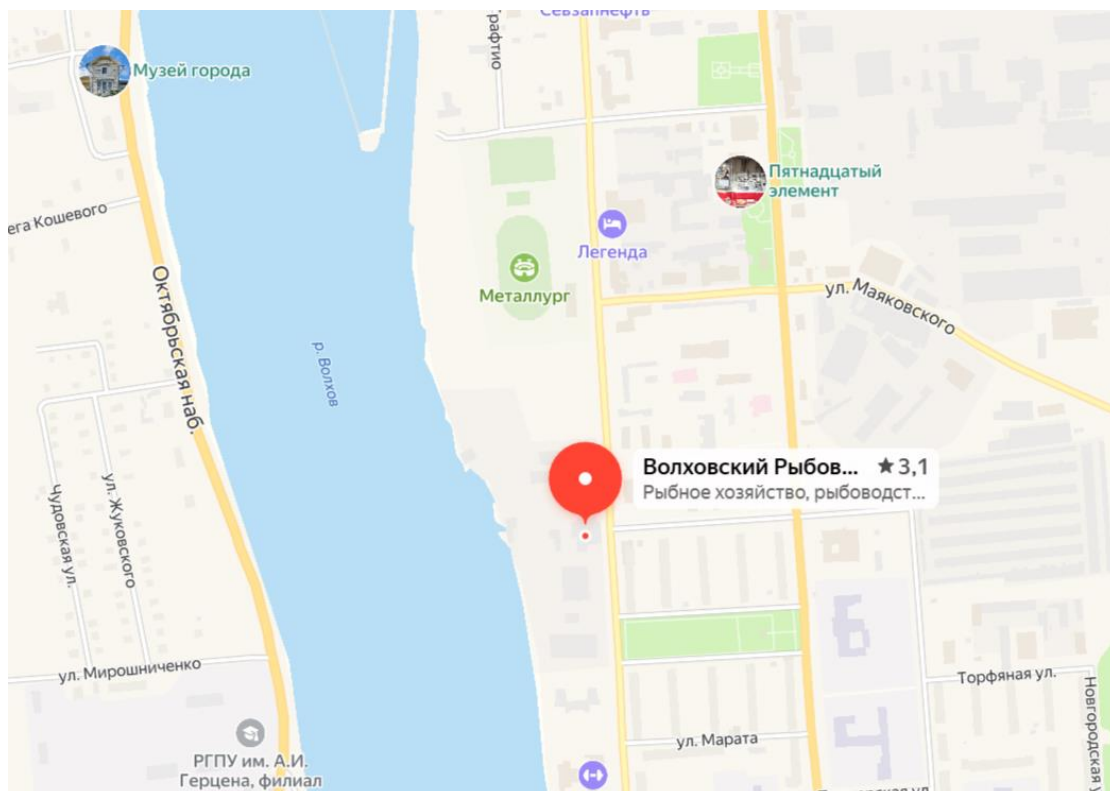 Севзапнефть
рафтио
Музей города
Пятнадцатый
элемент
ега Кошевого
Легенда
Металлург
ул. Маяковского
Октябрьская наб.
р. Волхов
Волховский Рыбов... ★3,1
Рыбное хозяйство, рыбоводст...
Чудовская ул.
ул. Жуковского
ул. Мирошниченко
Торфяная ул.
Новгородская у
ул. Марата
РГПУ им. А.И.
Герцена, филиал